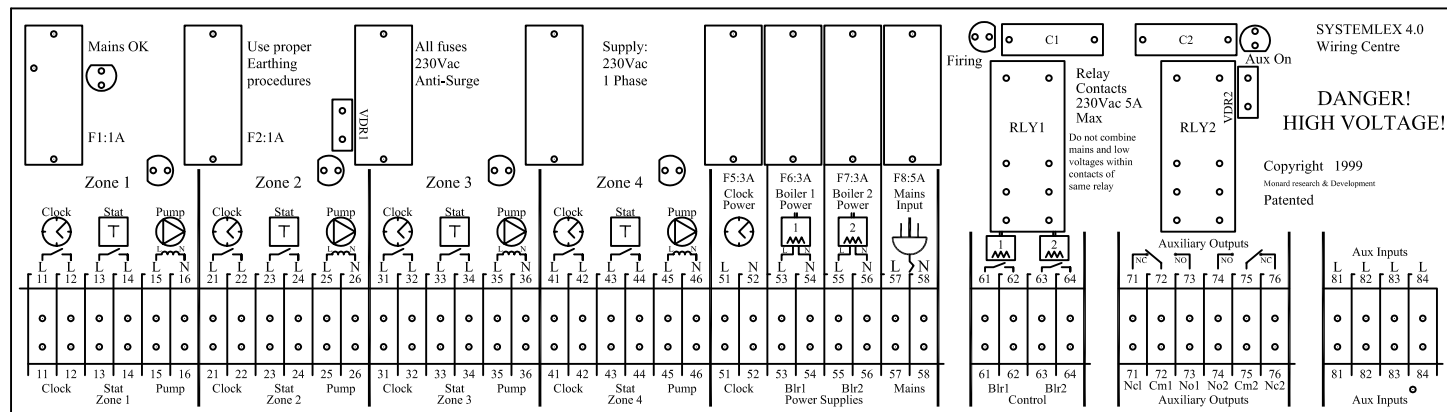 Mains OK
F1:1A
Use proper
Earthing
procedures
F2:1A
VDR1
All fuses
230Vac
Anti-Surge
Supply:
230Vac
1 Phase
Firing
C1
C2
Aux On
SYSTEMLEX 4.0
Wiring Centre
RLY1
Relay
Contacts
230Vac 5A
Max
Do not combine
mains and low
voltages within
contacts of
same relay
RLY2
VDR2
DANGER!
HIGH VOLTAGE!
Copyright 1999
Monard research & Development
Patented
Zone 1
Zone 2
Zone 3
Zone 4
F5:3A
Clock
Power
F6:3A
Boiler 1
Power
F7:3A
Boiler 2
Power
F8:5A
Mains
Input
Clock Stat Pump
Clock Stat Pump
Clock Stat Pump
Clock Stat Pump
T T T T
1 2
L N L N L N L N
L N L N
1 2
L L L L L N
L L L L L N
L L L L L N
L L L L L N
L N L N L N L N
L L L L
Auxiliary Outputs
NC NO NO NC
Aux Inputs
L L L L
11 12 13 14 15 16
21 22 23 24 25 26
31 32 33 34 35 36
41 42 43 44 45 46
51 52 53 54 55 56 57 58
61 62 63 64
71 72 73 74 75 76
81 82 83 84
11 12 13 14 15 16
21 22 23 24 25 26
31 32 33 34 35 36
41 42 43 44 45 46
51 52 53 54 55 56 57 58
61 62 63 64
71 72 73 74 75 76
81 82 83 84
Clock Stat Pump
Zone 1
Clock Stat Pump
Zone 2
Clock Stat Pump
Zone 3
Clock Stat Pump
Zone 4
Clock Blr1 Blr2 Mains
Power Supplies
Blr1 Blr2
Control
Ncl Cm1 No1 No2 Cm2 Nc2
Auxiliary Outputs
Aux Inputs